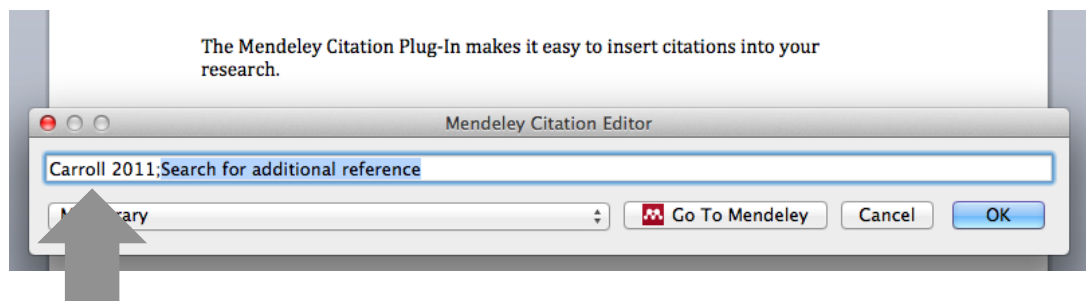 The Mendeley Citation Plug-In makes it easy to insert citations into your
research.
Mendeley Citation Editor
Carroll 2011;Search for additional reference
Go To Mendeley
Cancel
OK